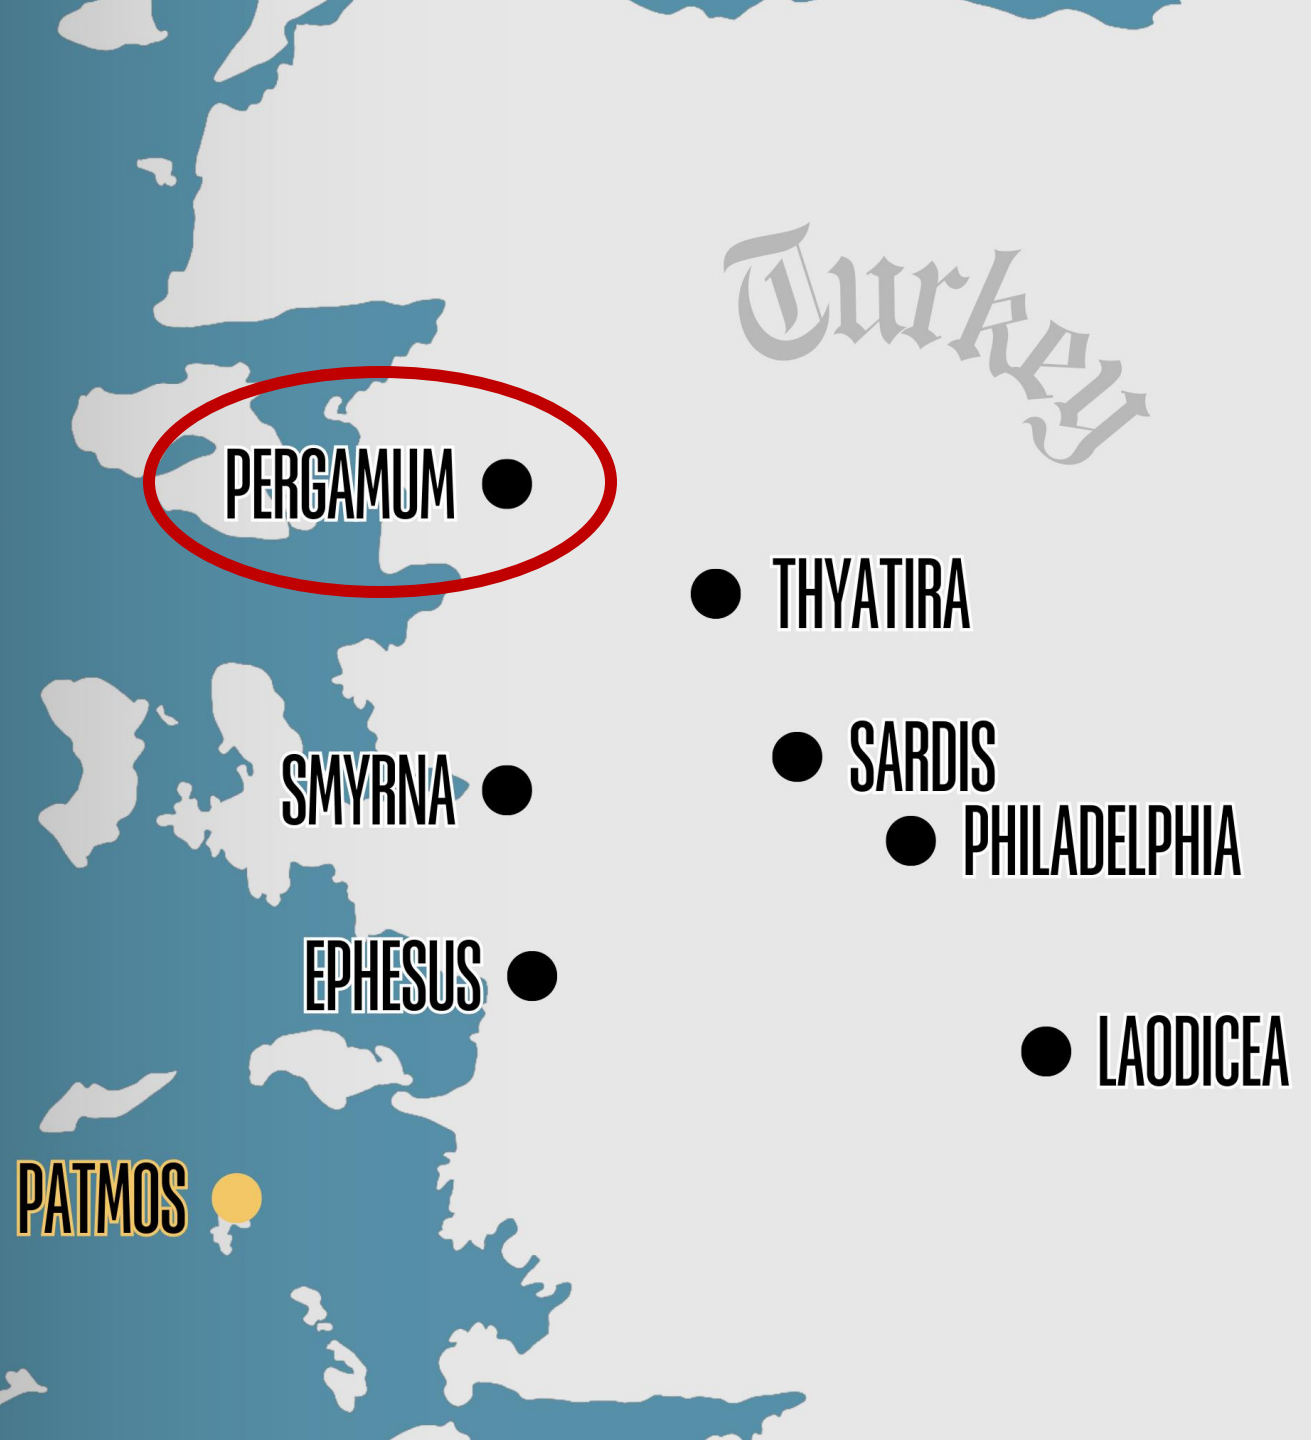 Turkey
PERGAMUM
THYATIRA
SARDIS
SMYRNA
PHILADELPHIA
EPHESUS
LAODICEA
PATMOS